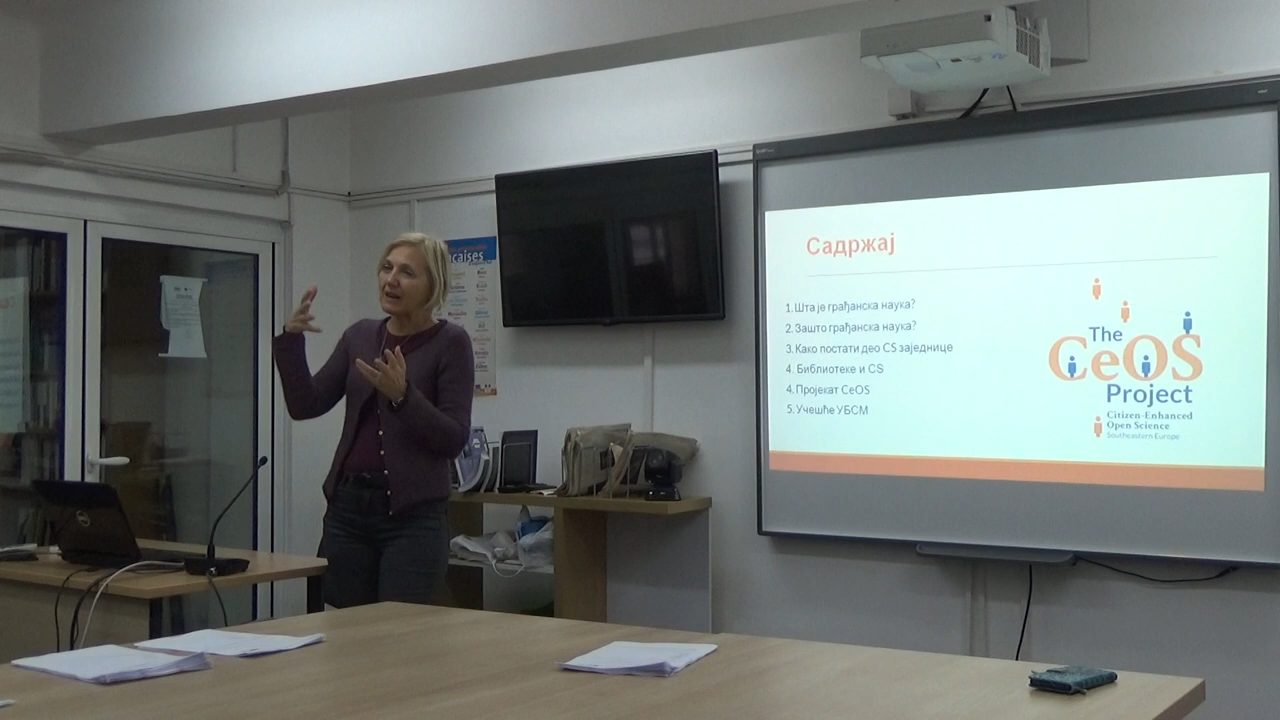 Садржај
1. Шта је грађанска наука?
2. Зашто грађанска наука?
3. Како постати део CS заједнице
4. Библиотеке и CS
4. Пројекат CeOS
5. Учешће УБСМ
The
CeOS
Project
Citizen-Enhanced
Open Science
Southeastern Europe